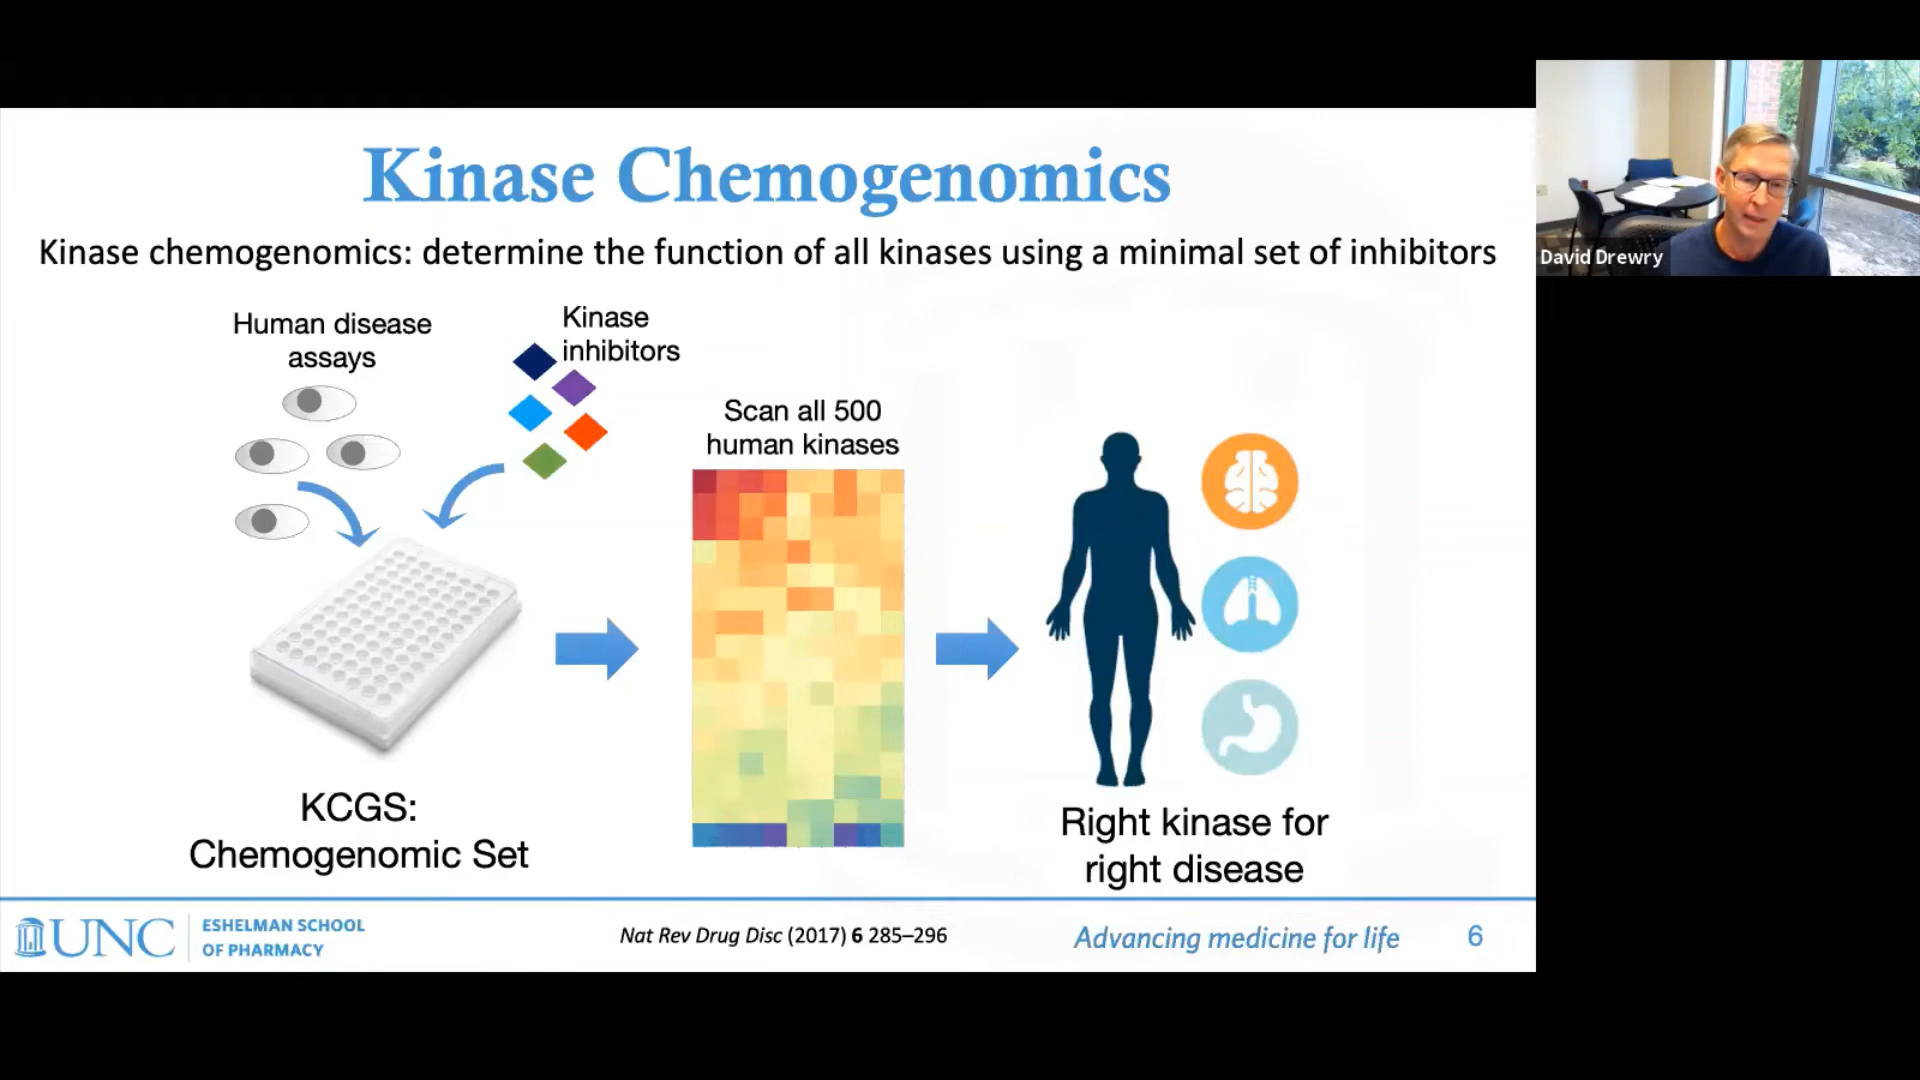 Kinase Chemogenomics
Kinase chemogenomics: determine the function of all kinases using a minimal set of inhibitors
Human disease
assays
Kinase
inhibitors
Scan all 500
human kinases
KCGS:
Chemogenomic Set
Right kinase for
right disease
UNC
ESHELMAN SCHOOL
OF PHARMACY
Nat Rev Drug Disc (2017) 6 285–296
Advancing medicine for life
6
David Drewry